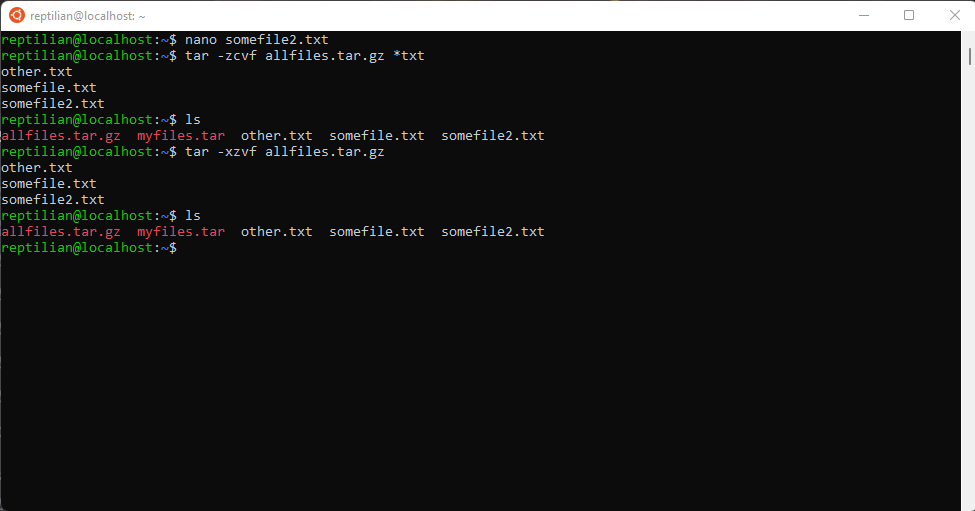 reptilian@localhost: ~
reptilian@localhost:~$ nano somefile2.txt
reptilian@localhost:~$ tar -zcvf allfiles.tar.gz *txt
other.txt
somefile.txt
somefile2.txt
reptilian@localhost:~$ ls
allfiles.tar.gz  myfiles.tar  other.txt  somefile.txt  somefile2.txt
reptilian@localhost:~$ tar -xzvf allfiles.tar.gz
other.txt
somefile.txt
somefile2.txt
reptilian@localhost:~$ ls
allfiles.tar.gz  myfiles.tar  other.txt  somefile.txt  somefile2.txt
reptilian@localhost:~$